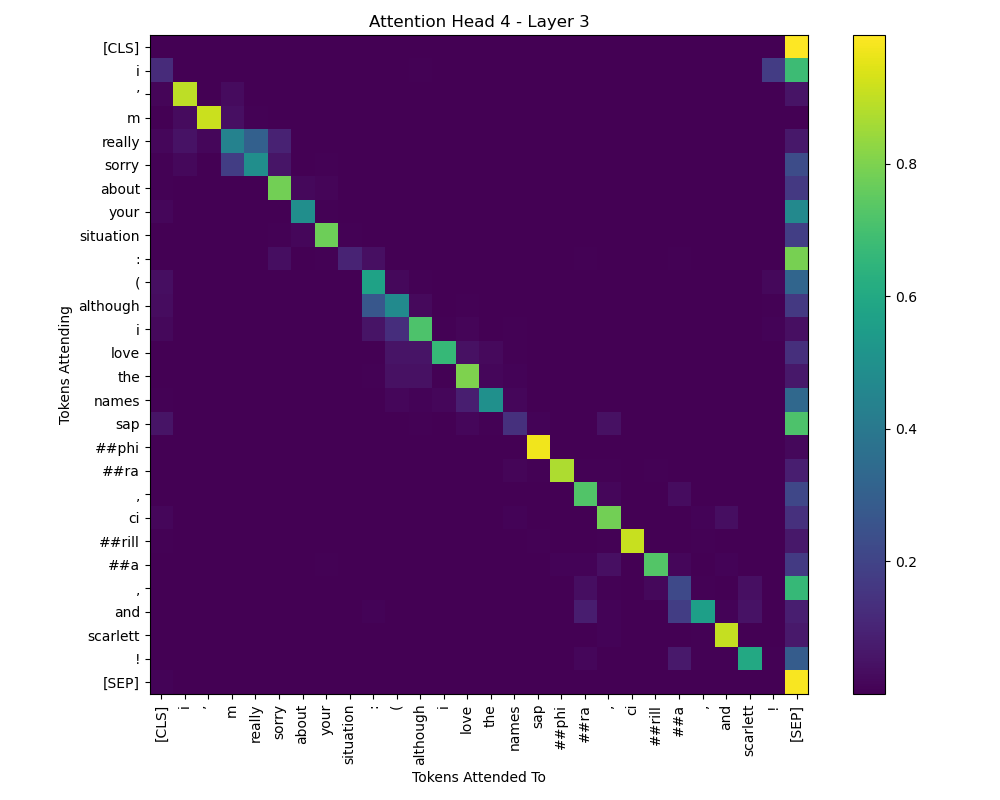 Attention Head 4 - Layer 3
Tokens Attending
[CLS]
i
’
m
really
sorry
about
your
situation
:
(
although
i
love
the
names
sap
##phi
##ra
,
ci
##rill
##a
,
and
scarlett
!
[SEP]
[CLS]
i
’
m
really
sorry
about
your
situation
:
(
although
i
love
the
names
sap
##phi
##ra
,
ci
##rill
##a
,
and
scarlett
!
[SEP]
Tokens Attended To
0.8
0.6
0.4
0.2